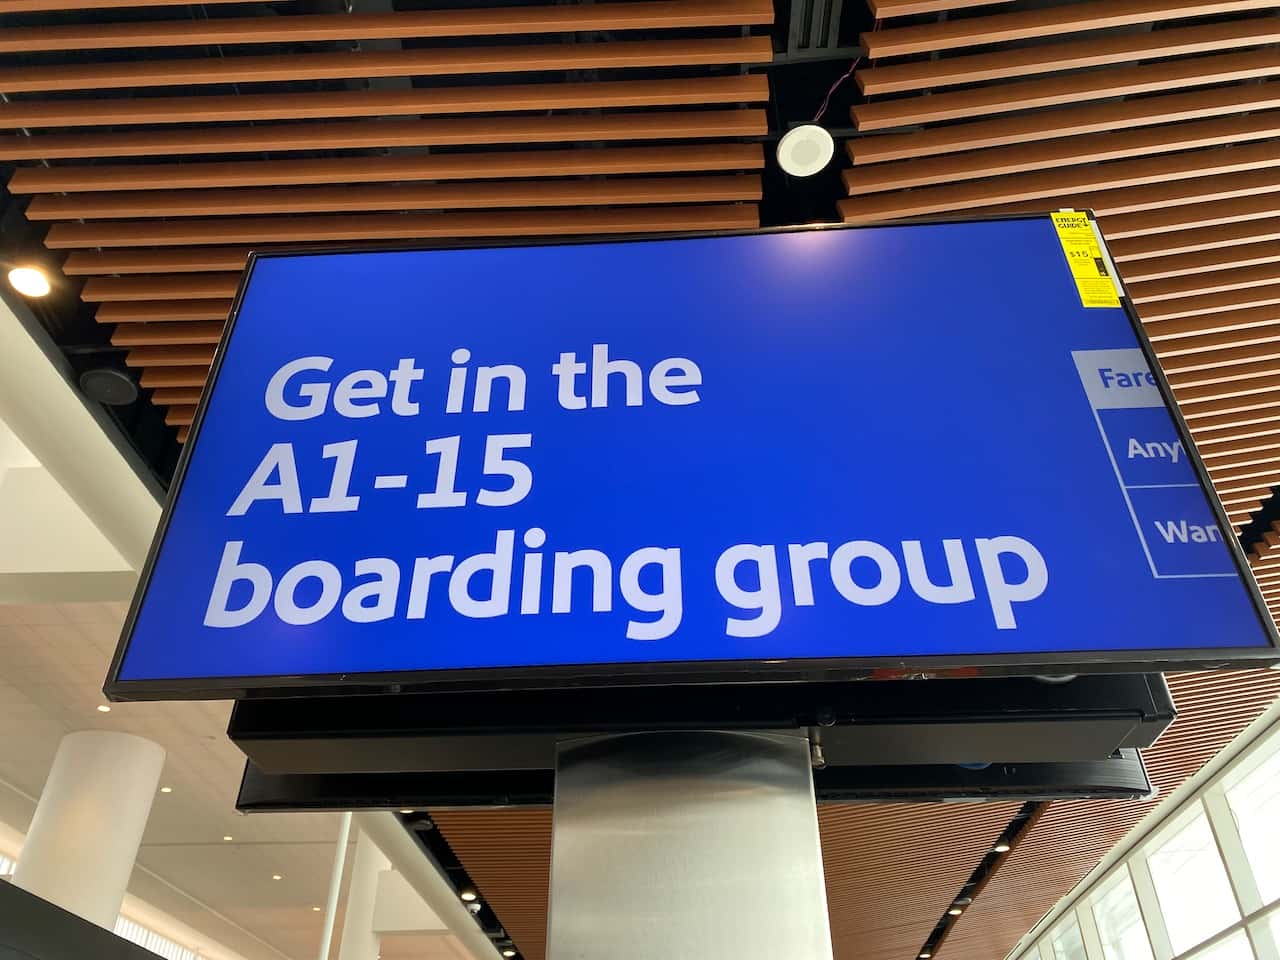 Get in the
A1-15
boarding group
Fare
Any
Wan
ENERGY
GUIDE
$15